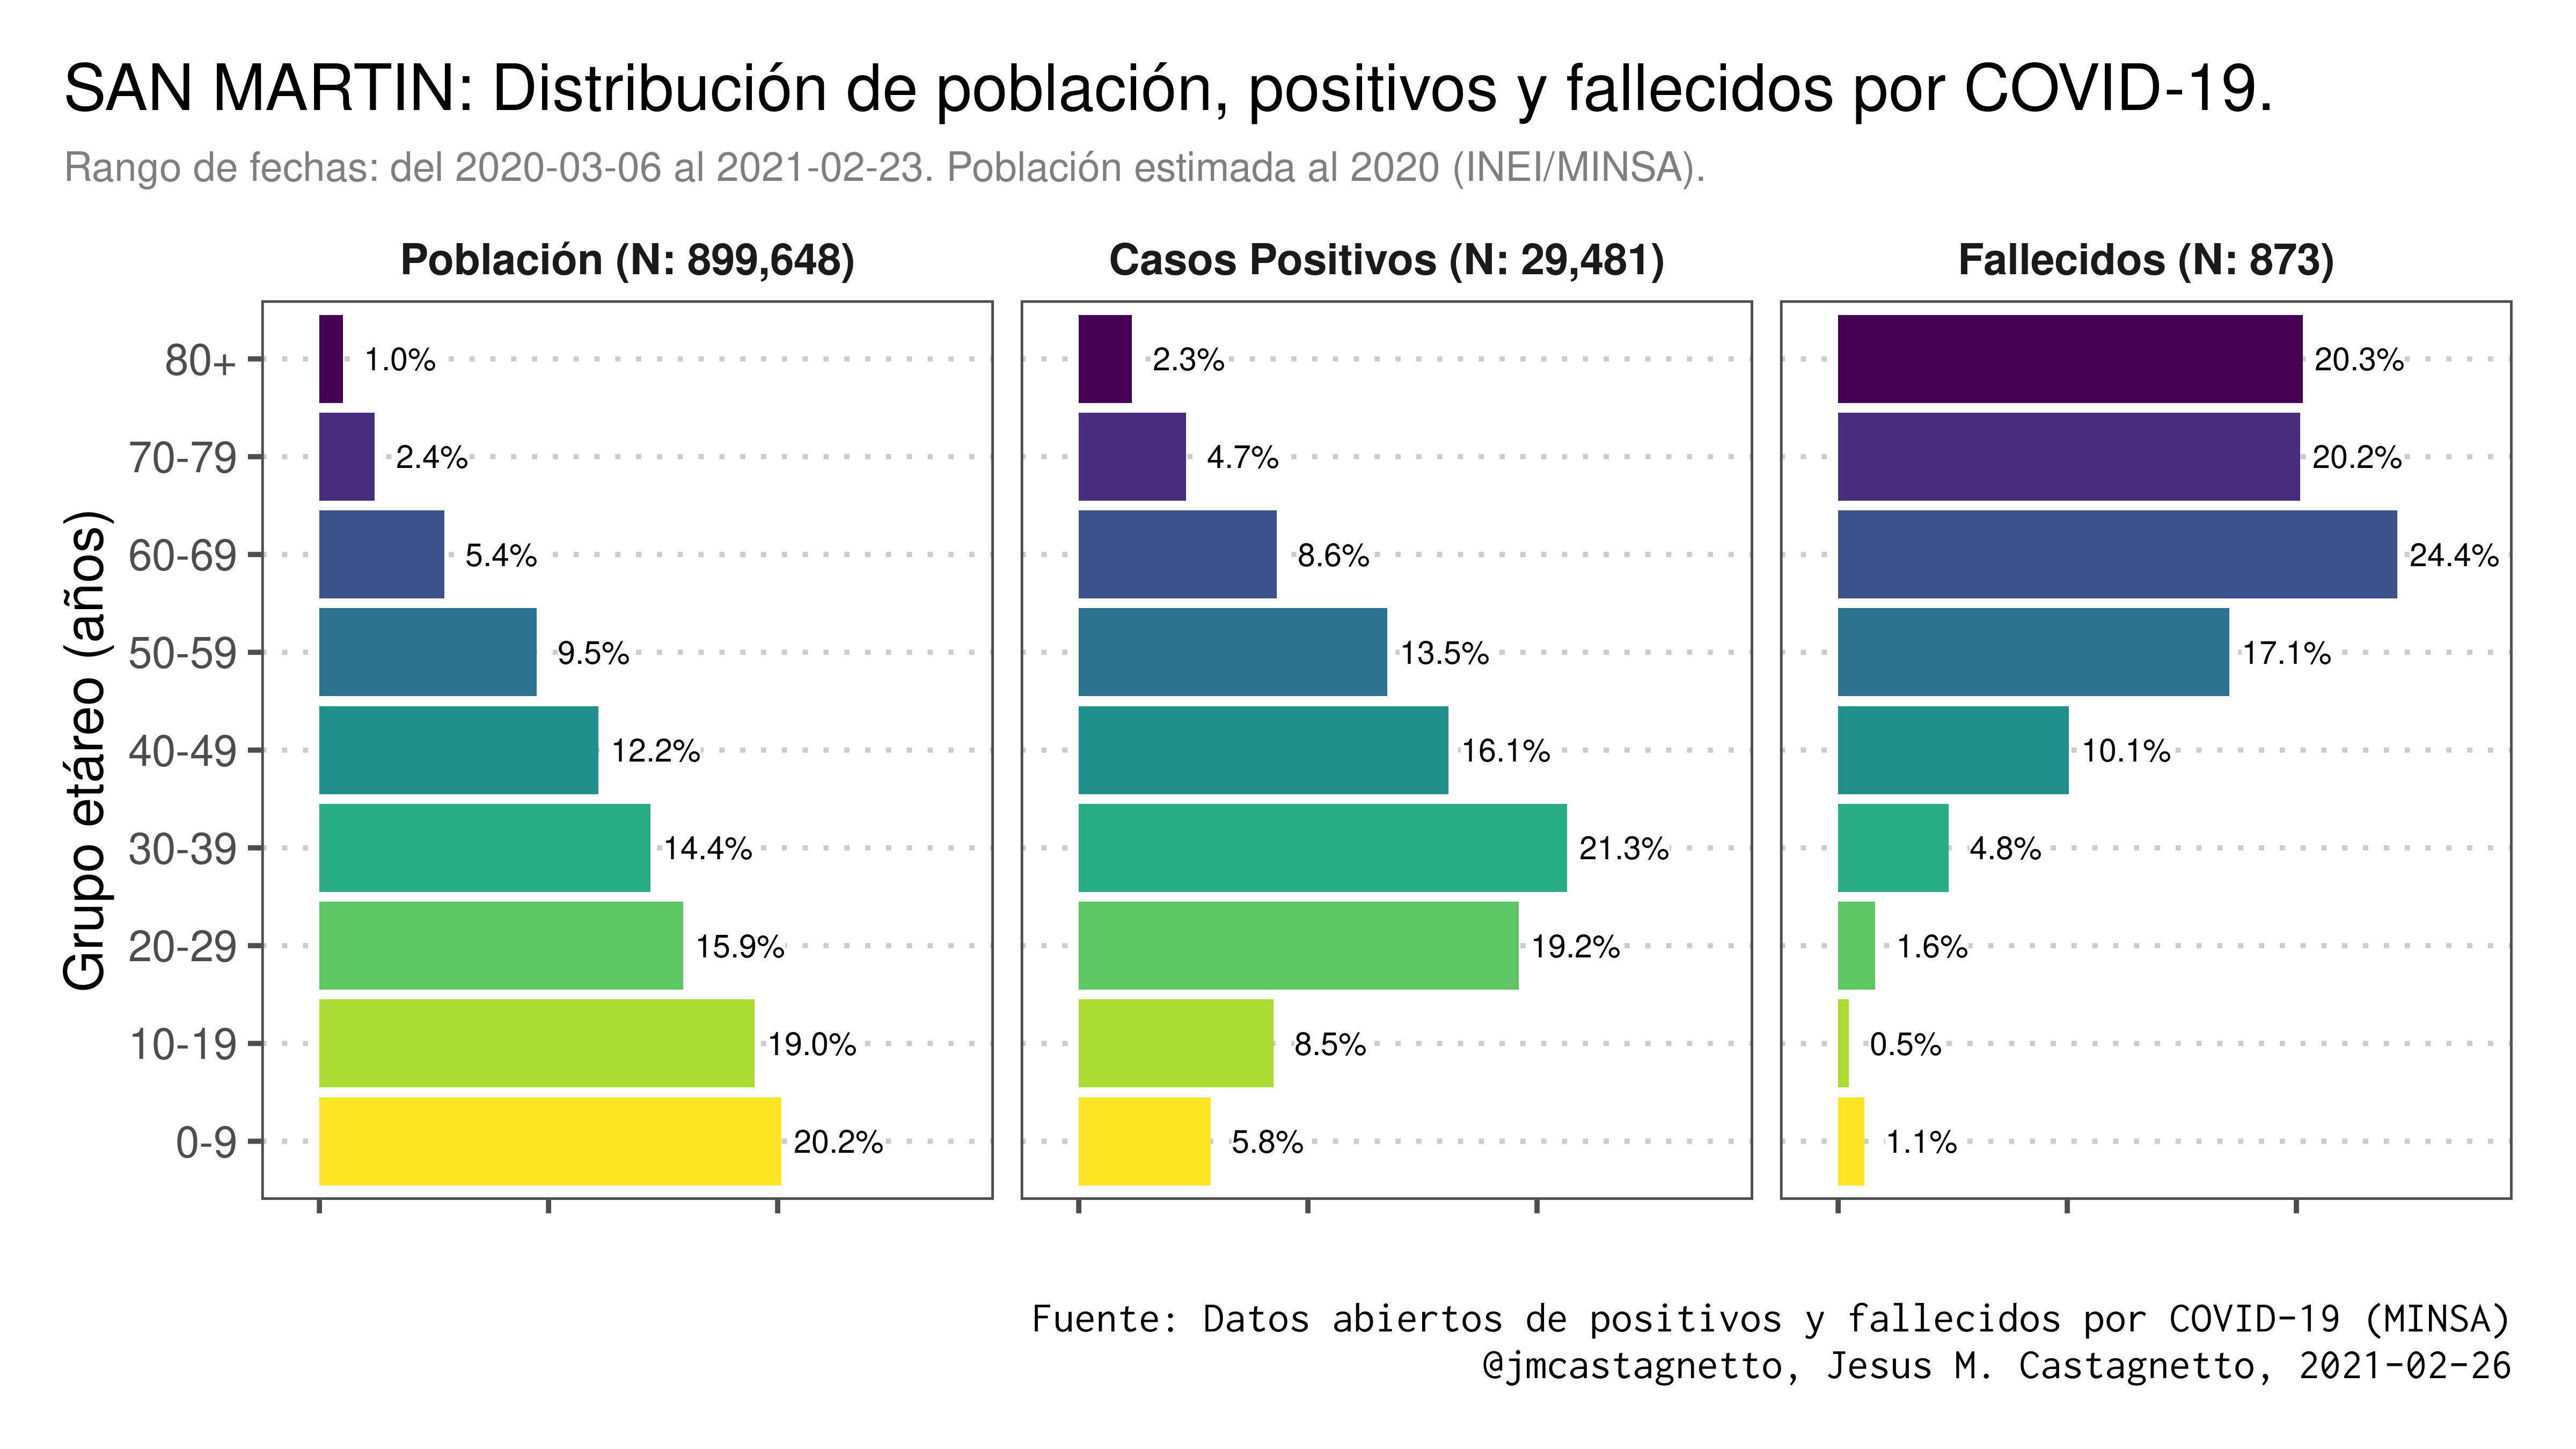 SAN MARTIN: Distribución de población, positivos y fallecidos por COVID-19.
Rango de fechas: del 2020-03-06 al 2021-02-23. Población estimada al 2020 (INEI/MINSA).
Población (N: 899,648)
Casos Positivos (N: 29,481)
Fallecidos (N: 873)
Grupo etáreo (años)
80+ 1.0% 2.3% 20.3%
70-79 2.4% 4.7% 20.2%
60-69 5.4% 8.6% 24.4%
50-59 9.5% 13.5% 17.1%
40-49 12.2% 16.1% 10.1%
30-39 14.4% 21.3% 4.8%
20-29 15.9% 19.2% 1.6%
10-19 19.0% 8.5% 0.5%
0-9 20.2% 5.8% 1.1%
Fuente: Datos abiertos de positivos y fallecidos por COVID-19 (MINSA)
@jmcastagnetto, Jesus M. Castagnetto, 2021-02-26